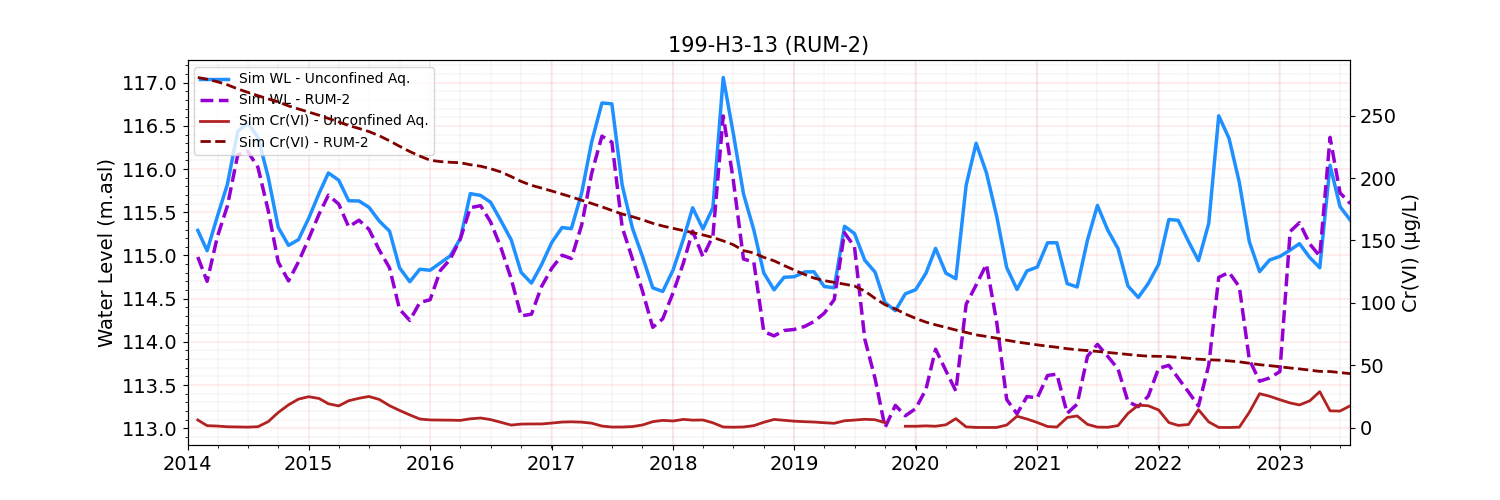 199-H3-13 (RUM-2)
Sim WL - Unconfined Aq.
Sim WL - RUM-2
Sim Cr(VI) - Unconfined Aq.
Sim Cr(VI) - RUM-2
Water Level (m.asl)
117.0
116.5
116.0
115.5
115.0
114.5
114.0
113.5
113.0
250
200
150
100
50
0
Cr(VI) (µg/L)
2014 2015 2016 2017 2018 2019 2020 2021 2022 2023